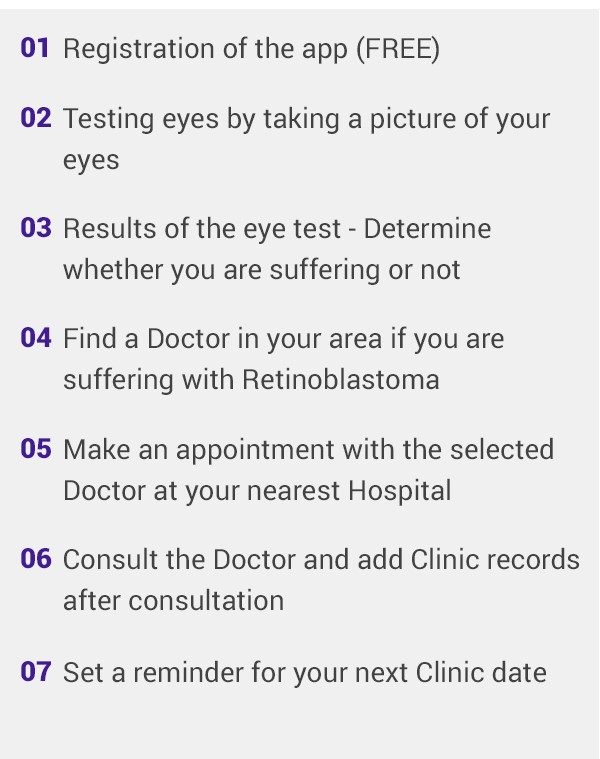 01 Registration of the app (FREE)
02 Testing eyes by taking a picture of your
eyes
03 Results of the eye test - Determine
whether you are suffering or not
04 Find a Doctor in your area if you are
suffering with Retinoblastoma
05 Make an appointment with the selected
Doctor at your nearest Hospital
06 Consult the Doctor and add Clinic records
after consultation
07 Set a reminder for your next Clinic date